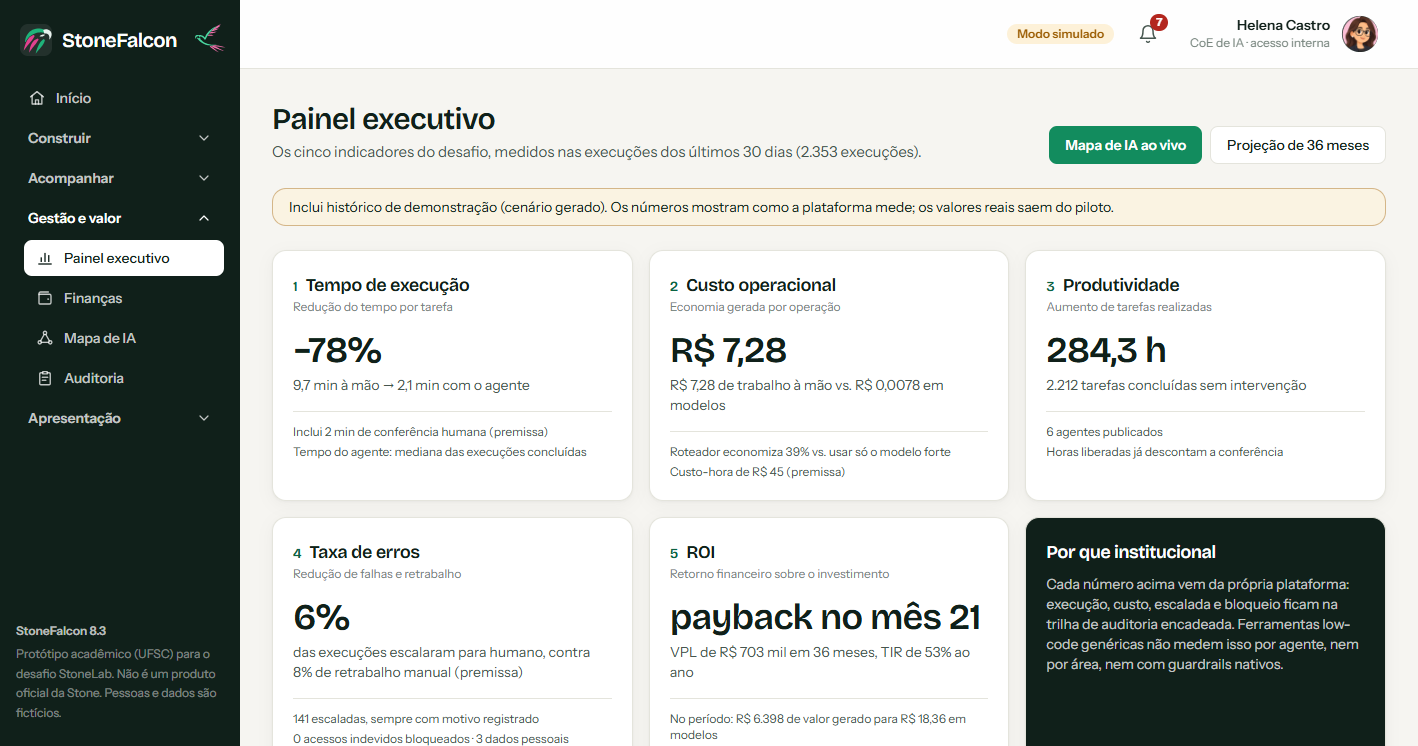 StoneFalcon
Início
Construir
Acompanhar
Gestão e valor
Painel executivo
Finanças
Mapa de IA
Auditoria
Apresentação
StoneFalcon 8.3
Protótipo acadêmico (UFSC) para o
desafio StoneLab. Não é um produto
oficial da Stone. Pessoas e dados são
fictícios.
Modo simulado
7
Helena Castro
CoE de IA · acesso interna
Painel executivo
Os cinco indicadores do desafio, medidos nas execuções dos últimos 30 dias (2.353 execuções).
Mapa de IA ao vivo
Projeção de 36 meses
Inclui histórico de demonstração (cenário gerado). Os números mostram como a plataforma mede; os valores reais saem do piloto.
1 Tempo de execução
Redução do tempo por tarefa
−78%
9,7 min à mão → 2,1 min com o agente
Inclui 2 min de conferência humana (premissa)
Tempo do agente: mediana das execuções concluídas
2 Custo operacional
Economia gerada por operação
R$ 7,28
R$ 7,28 de trabalho à mão vs. R$ 0,0078 em
modelos
Roteador economiza 39% vs. usar só o modelo forte
Custo-hora de R$ 45 (premissa)
3 Produtividade
Aumento de tarefas realizadas
284,3 h
2.212 tarefas concluídas sem intervenção
6 agentes publicados
Horas liberadas já descontam a conferência
4 Taxa de erros
Redução de falhas e retrabalho
6%
das execuções escalaram para humano, contra
8% de retrabalho manual (premissa)
141 escaladas, sempre com motivo registrado
0 acessos indevidos bloqueados · 3 dados pessoais
5 ROI
Retorno financeiro sobre o investimento
payback no mês 21
VPL de R$ 703 mil em 36 meses, TIR de 53% ao
ano
No período: R$ 6.398 de valor gerado para R$ 18,36 em
modelos
Por que institucional
Cada número acima vem da própria plataforma:
execução, custo, escalada e bloqueio ficam na
trilha de auditoria encadeada. Ferramentas low-
code genéricas não medem isso por agente, nem
por área, nem com guardrails nativos.